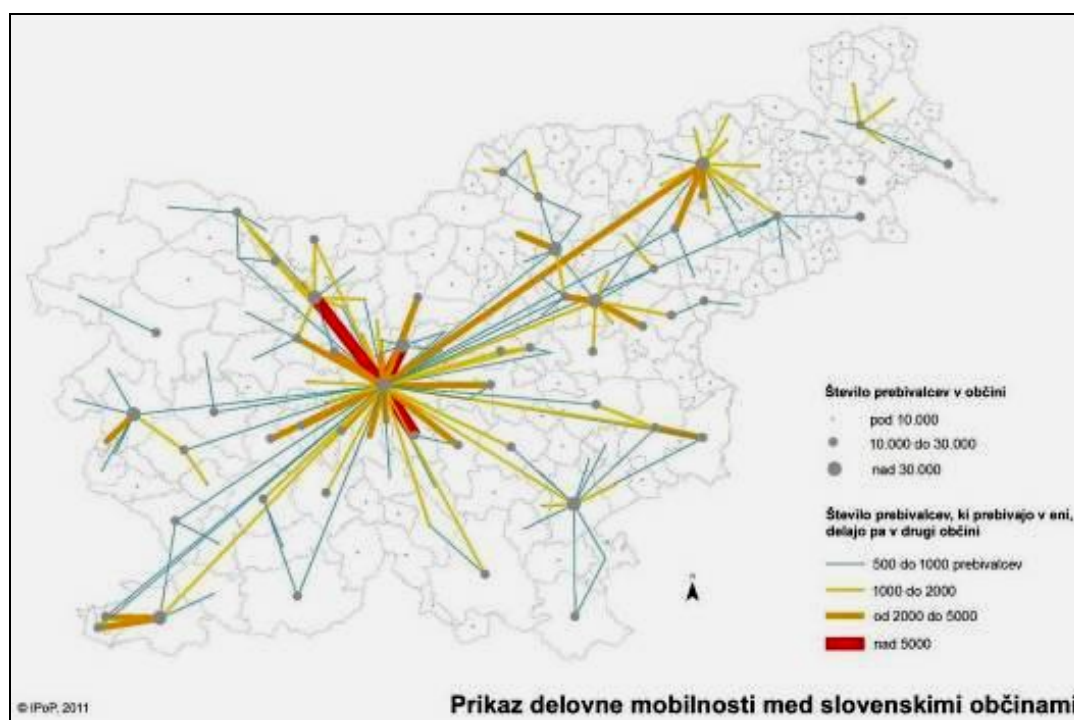 Število prebivalcev v občini
pod 10.000
10.000 do 30.000
nad 30.000
Število prebivalcev, ki prebivajo v eni,
delajo pa v drugi občini
500 do 1000 prebivalcev
1000 do 2000
od 2000 do 5000
nad 5000
© IPoP, 2011
Prikaz delovne mobilnosti med slovenskimi občinami